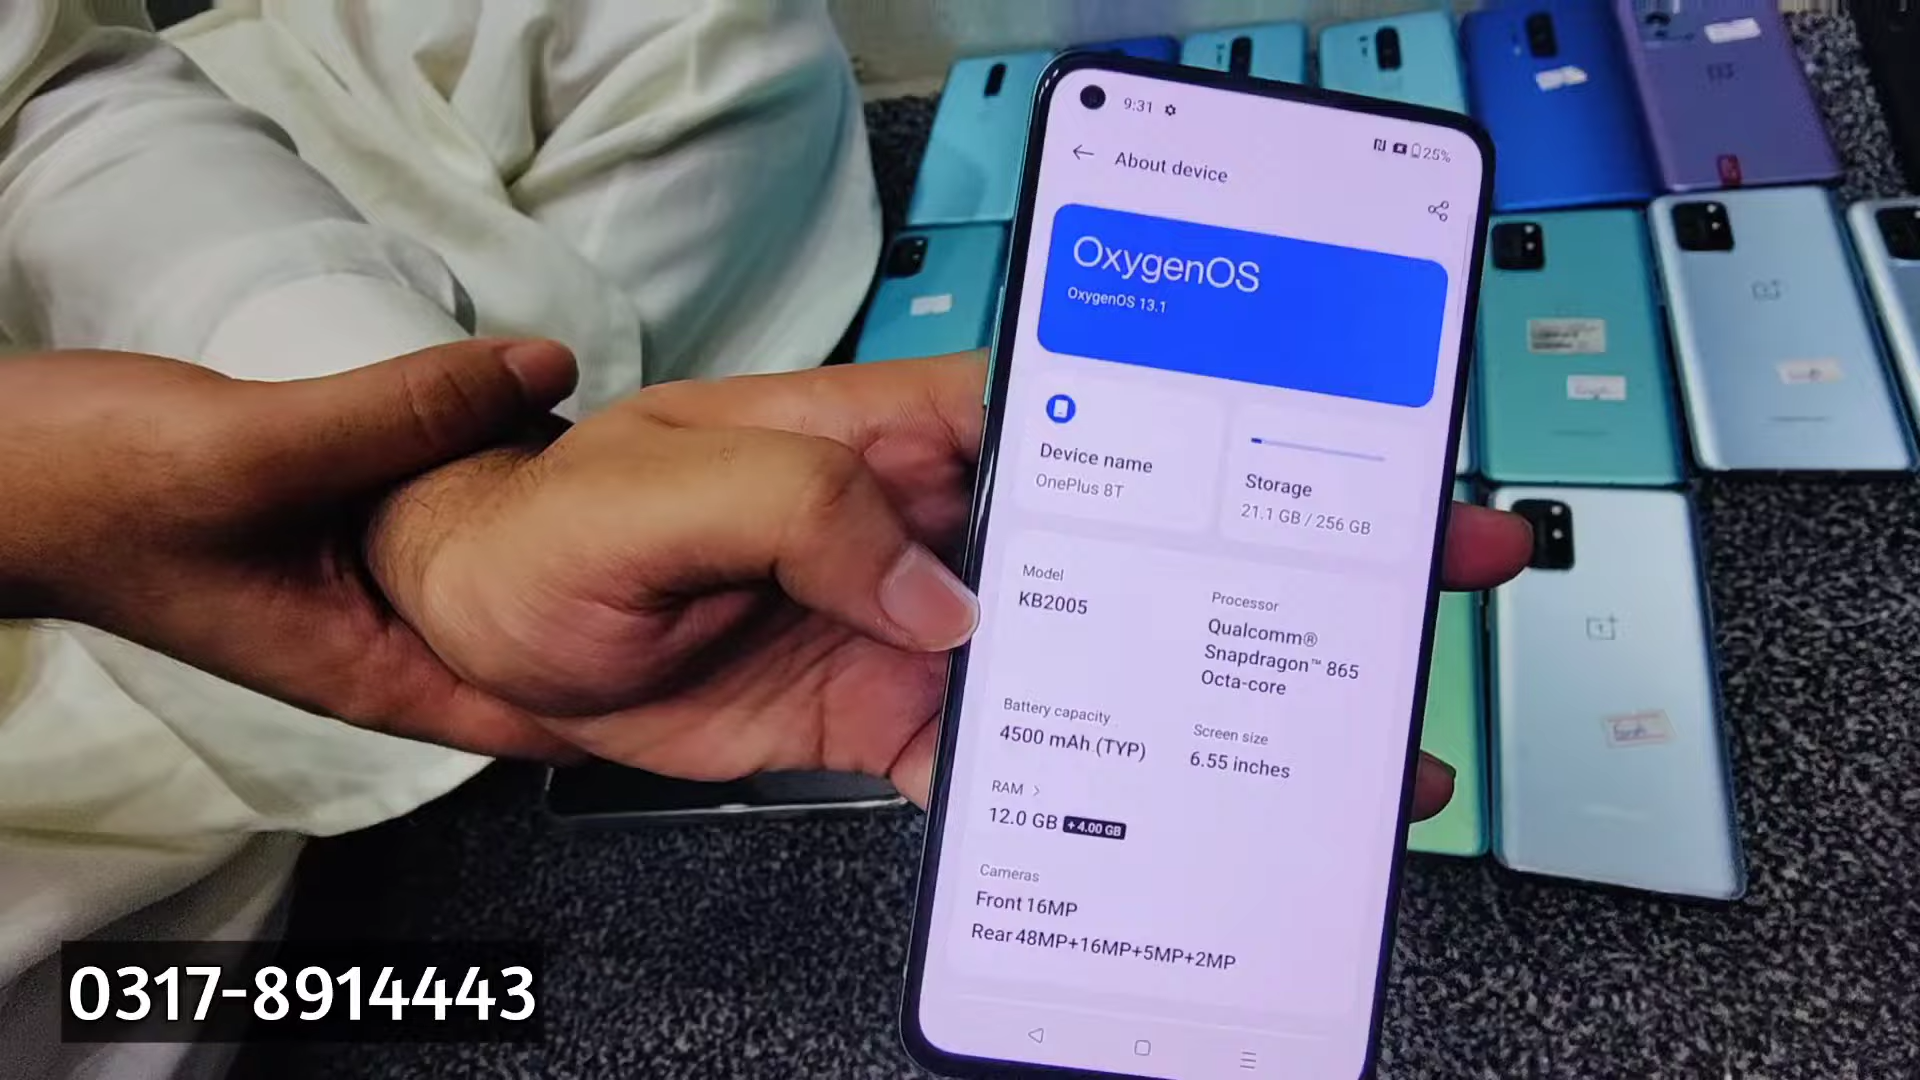 9:31
25%
About device
OxygenOS
OxygenOS 13.1
Device name
OnePlus 8T
Storage
21.1 GB / 256 GB
Model
KB2005
Processor
Qualcomm®
Snapdragon™ 865
Octa-core
Battery capacity
4500 mAh (TYP)
Screen size
6.55 inches
RAM >
12.0 GB +4.00 GB
Cameras
Front 16MP
Rear 48MP+16MP+5MP+2MP
0317-8914443